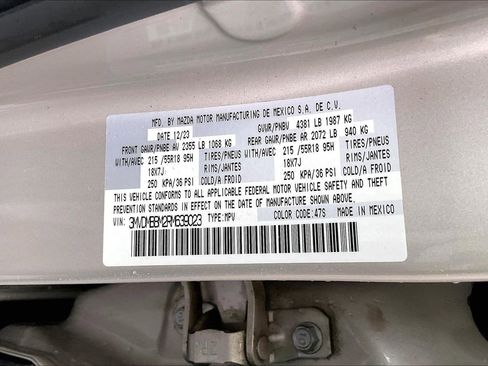 MFD. BY MAZDA MOTOR MANUFACTURING DE MEXICO S.A. DE C.V.
DATE 12/23 GVWR/PNBV 4381 LB 1987 KG
FRONT GAWR/PNBE AV 2355 LB 1068 KG REAR GAWR/PNBE AR 2072 LB 940 KG
WITH/AVEC 215 /55R18 95H TIRES/PNEUS WITH/AVEC 215 /55R18 95H TIRES/PNEUS
18X7J RIMS/JANTES 18X7J RIMS/JANTES
250 KPA/36 PSI COLD/A FROID 250 KPA/36 PSI COLD/A FROID
THIS VEHICLE CONFORMS TO ALL APPLICABLE FEDERAL MOTOR VEHICLE SAFETY AND THEFT
PREVENTION STANDARDS IN EFFECT ON THE DATE OF MANUFACTURE SHOWN ABOVE.
VIN: 3MVDMBBM2RM639023 TYPE:MPV COLOR CODE:47S MADE IN MEXICO